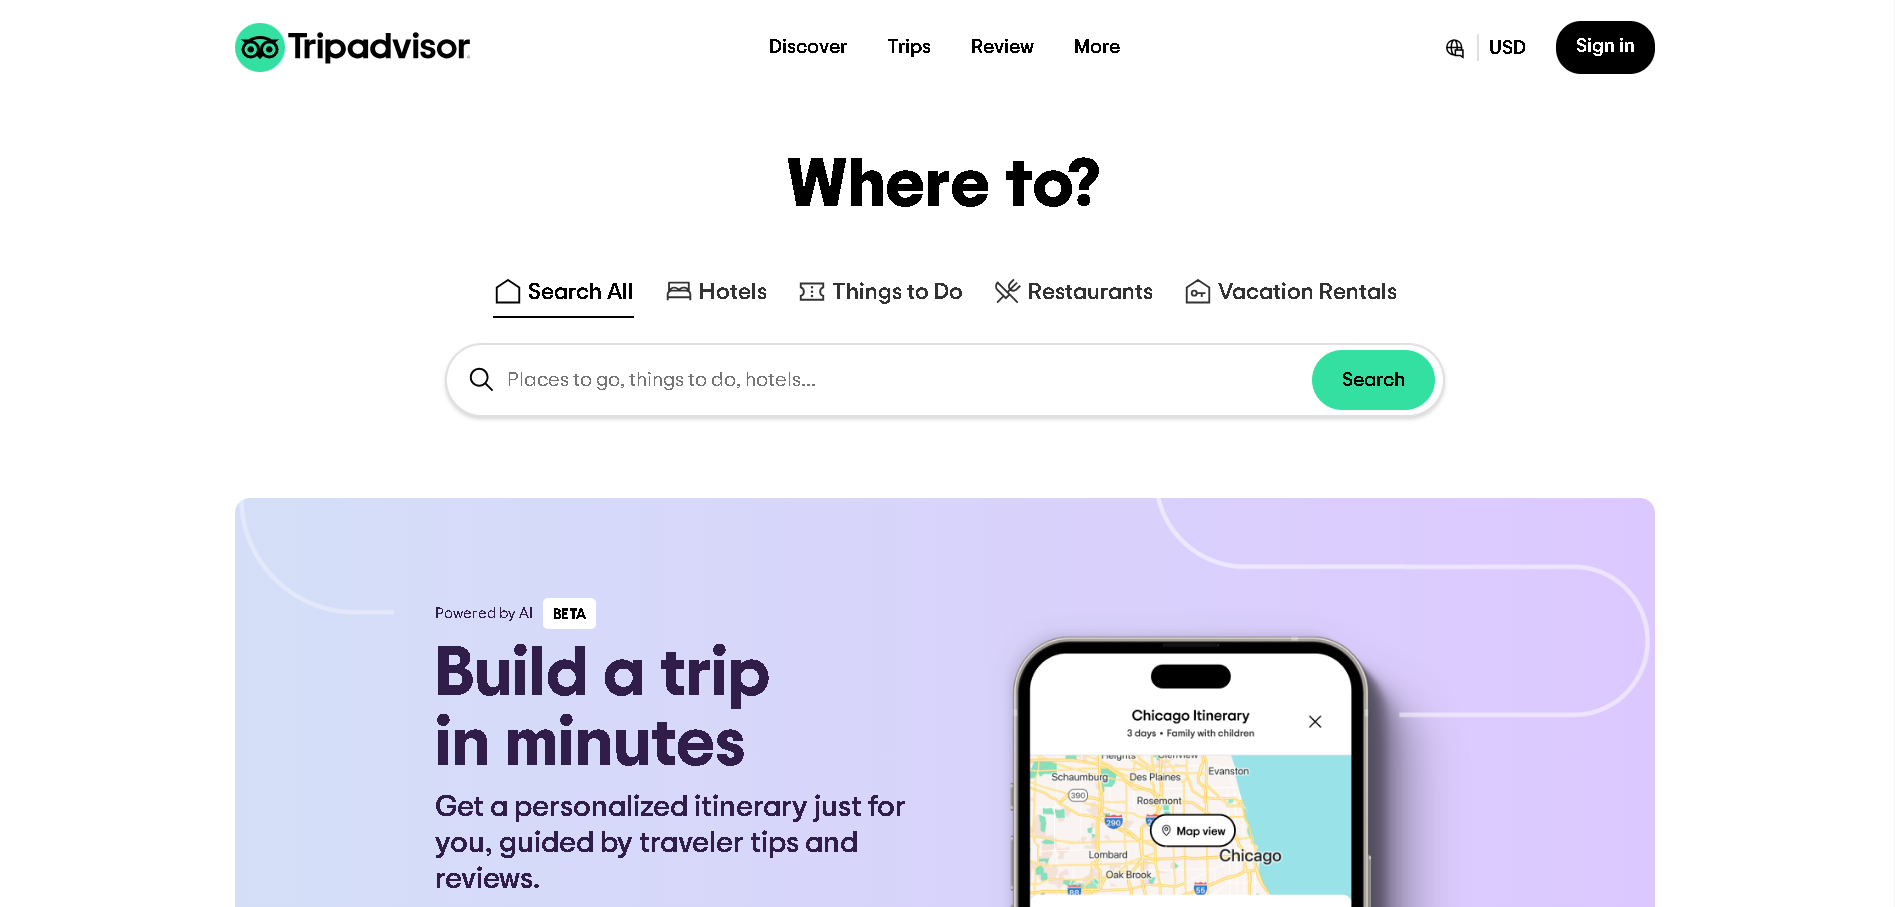 Tripadvisor
Discover
Trips
Review
More
USD
Sign in
Where to?
Search All
Hotels
Things to Do
Restaurants
Vacation Rentals
Places to go, things to do, hotels...
Search
Powered by AI
BETA
Build a trip
in minutes
Get a personalized itinerary just for
you, guided by traveler tips and
reviews.
Chicago Itinerary
3 days • Family with children
Heights
Glenview
Schaumburg
Des Plaines
Evanston
390
Rosemont
290
Map view
Lombard
Chicago
Oak Brook
88
55